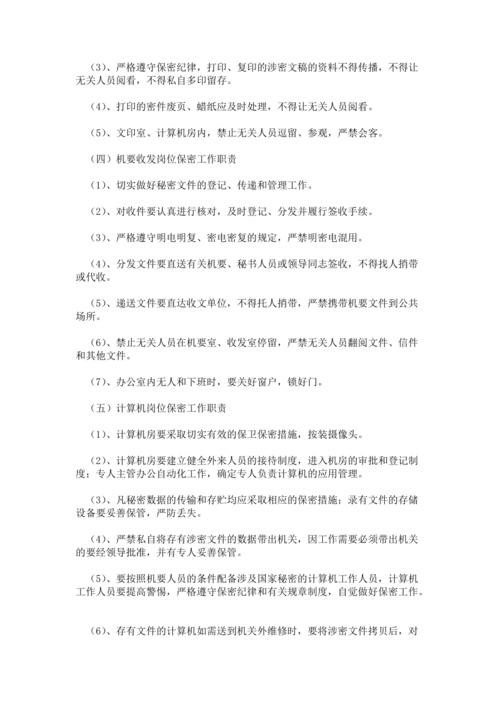 （3）、严格遵守保密纪律，打印、复印的涉密文稿的资料不得传播，不得让
无关人员阅看，不得私自多印留存。
（4）、打印的密件废页、蜡纸应及时处理，不得让无关人员阅看。
（5）、文印室、计算机房内，禁止无关人员逗留、参观，严禁会客。
（四）机要收发岗位保密工作职责
（1）、切实做好秘密文件的登记、传递和管理工作。
（2）、对收件要认真进行核对，及时登记、分发并履行签收手续。
（3）、严格遵守明电明复、密电密复的规定，严禁明密电混用。
（4）、分发文件要直送有关机要、秘书人员或领导同志签收，不得找人捎带
或代收。
（5）、递送文件要直达收文单位，不得托人捎带，严禁携带机要文件到公共
场所。
（6）、禁止无关人员在机要室、收发室停留，严禁无关人员翻阅文件、信件
和其他文件。
（7）、办公室内无人和下班时，要关好窗户，锁好门。
（五）计算机岗位保密工作职责
（1）、计算机房要采取切实有效的保卫保密措施，按装摄像头。
（2）、计算机房要建立健全外来人员的接待制度，进入机房的审批和登记制
度；专人主管办公自动化工作，确定专人负责计算机的应用管理。
（3）、凡秘密数据的传输和存贮均应采取相应的保密措施；录有文件的存储
设备要妥善保管，严防丢失。
（4）、严禁私自将存有涉密文件的数据带出机关，因工作需要必须带出机关
的要经领导批准，并有专人妥善保管。
（5）、要按照机要人员的条件配备涉及国家秘密的计算机工作人员，计算机
工作人员要提高警惕，严格遵守保密纪律和有关规章制度，自觉做好保密工作。
（6）、存有文件的计算机如需送到机关外维修时，要将涉密文件拷贝后，对